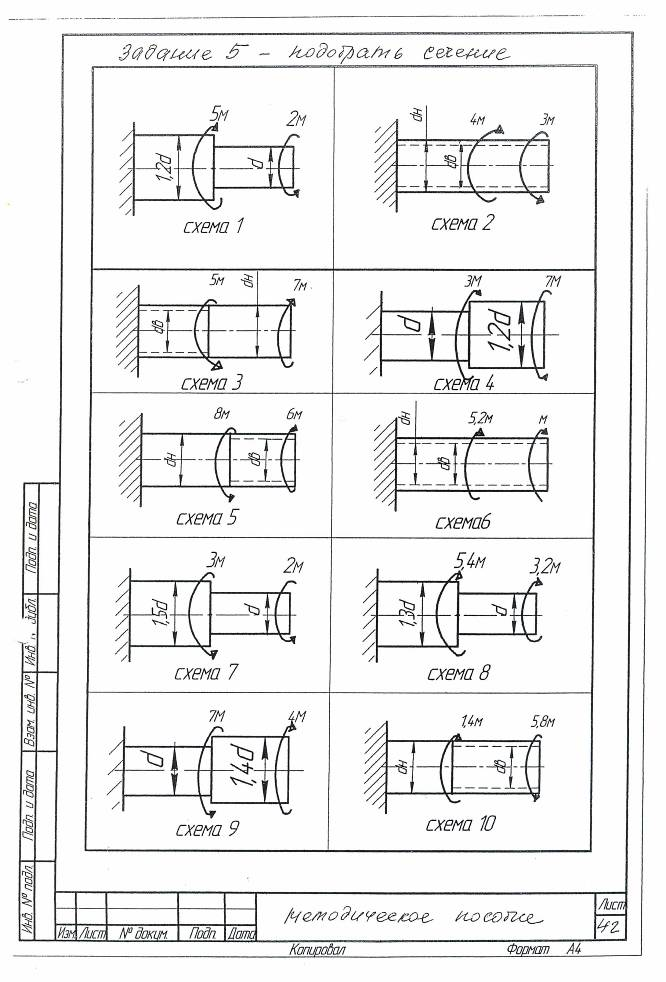 Задание 5 - подобрать сечение
5М 2М
1,2d d
схема 1
dн 4м 3м
dв
схема 2
5м dн 7м
dв
схема 3
3М 7М
d 1,2d
схема 4
8м 6м
dн dв
схема 5
dн 5,2м м
dв
схема6
3м 2м
1,5d d
схема 7
5,4м 3,2м
1,3d d
схема 8
7М 4М
d 1,4d
схема 9
1,4м 5,8м
dн dв
схема 10
Подп. и дата
Взам. инв. №
Подп. и дата
Инв. № подл.
Изм. Лист № докум. Подп. Дата
методическое пособие
Лист
42
Копировал Формат А4